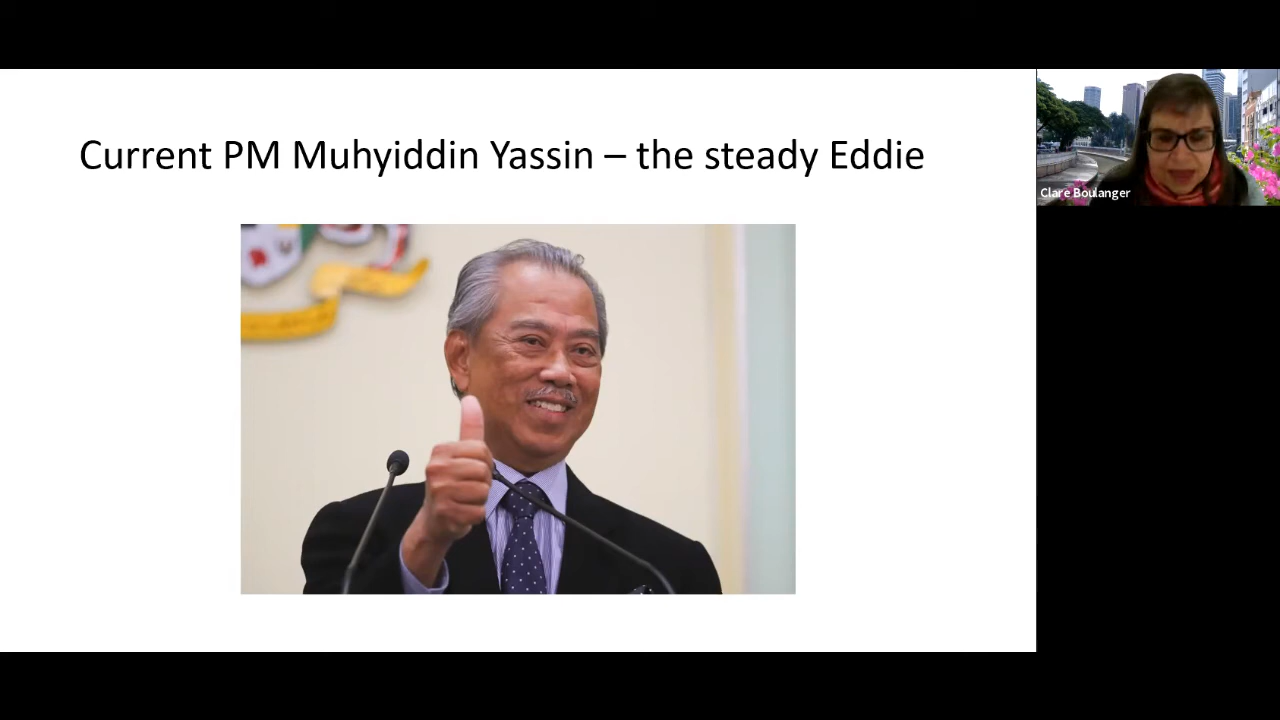 Current PM Muhyiddin Yassin – the steady Eddie
Clare Boulanger